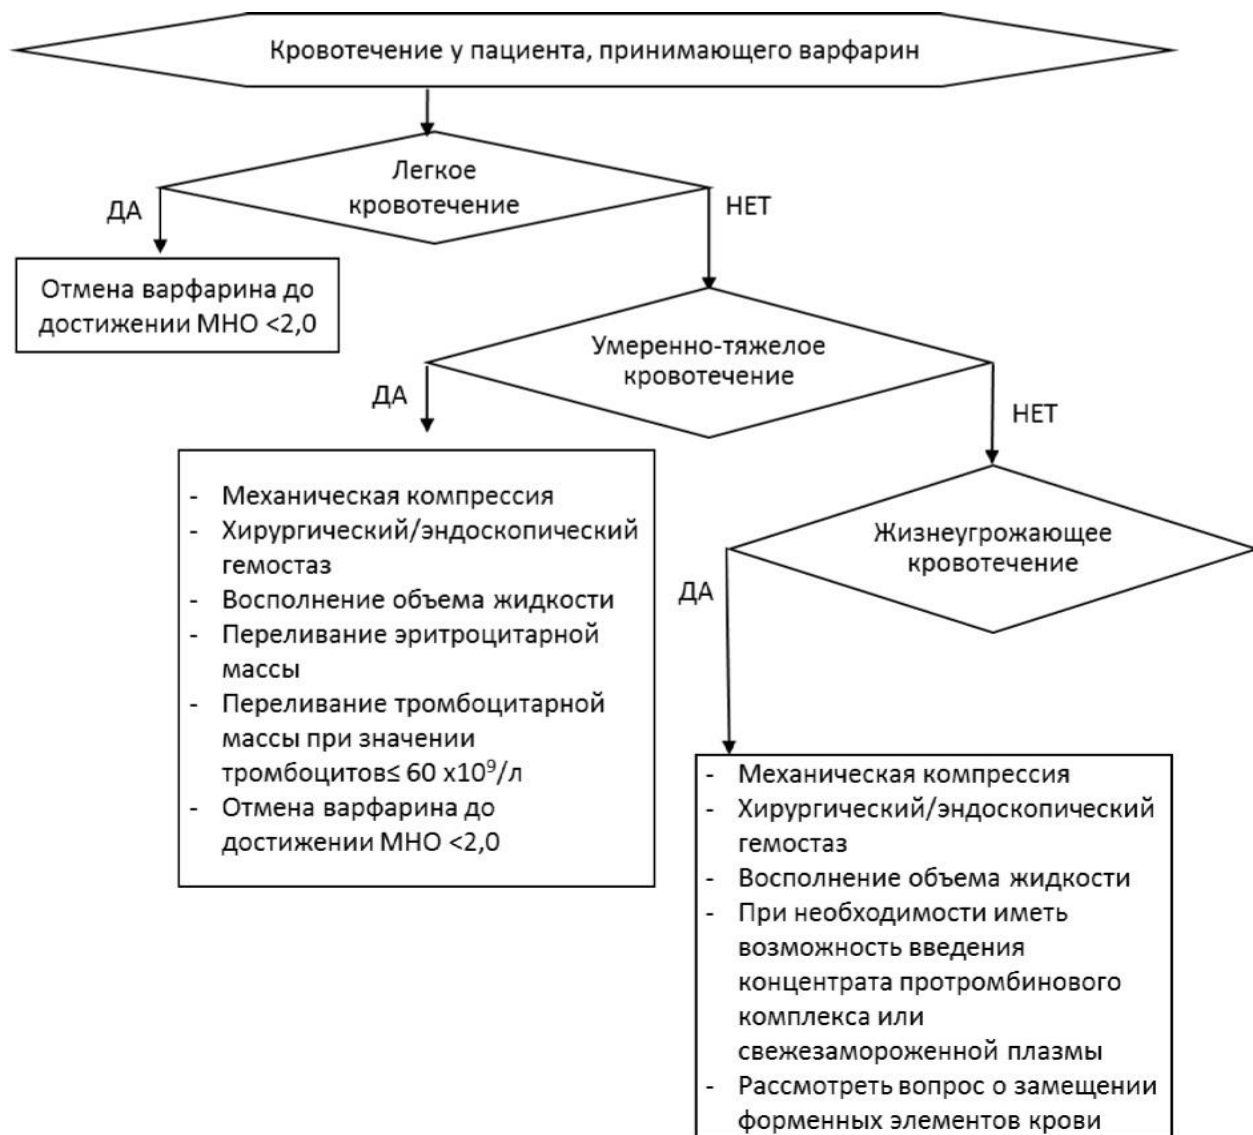 Кровотечение у пациента, принимающего варфарин
Легкое
кровотечение
ДА
НЕТ
Отмена варфарина до
достижении МНО <2,0
Умеренно-тяжелое
кровотечение
ДА
НЕТ
- Механическая компрессия
- Хирургический/эндоскопический
гемостаз
- Восполнение объема жидкости
- Переливание эритроцитарной
массы
- Переливание тромбоцитарной
массы при значении
тромбоцитов≤ 60 x10⁹/л
- Отмена варфарина до
достижении МНО <2,0
Жизнеугрожающее
кровотечение
ДА
- Механическая компрессия
- Хирургический/эндоскопический
гемостаз
- Восполнение объема жидкости
- При необходимости иметь
возможность введения
концентрата протромбинового
комплекса или
свежезамороженной плазмы
- Рассмотреть вопрос о замещении
форменных элементов крови